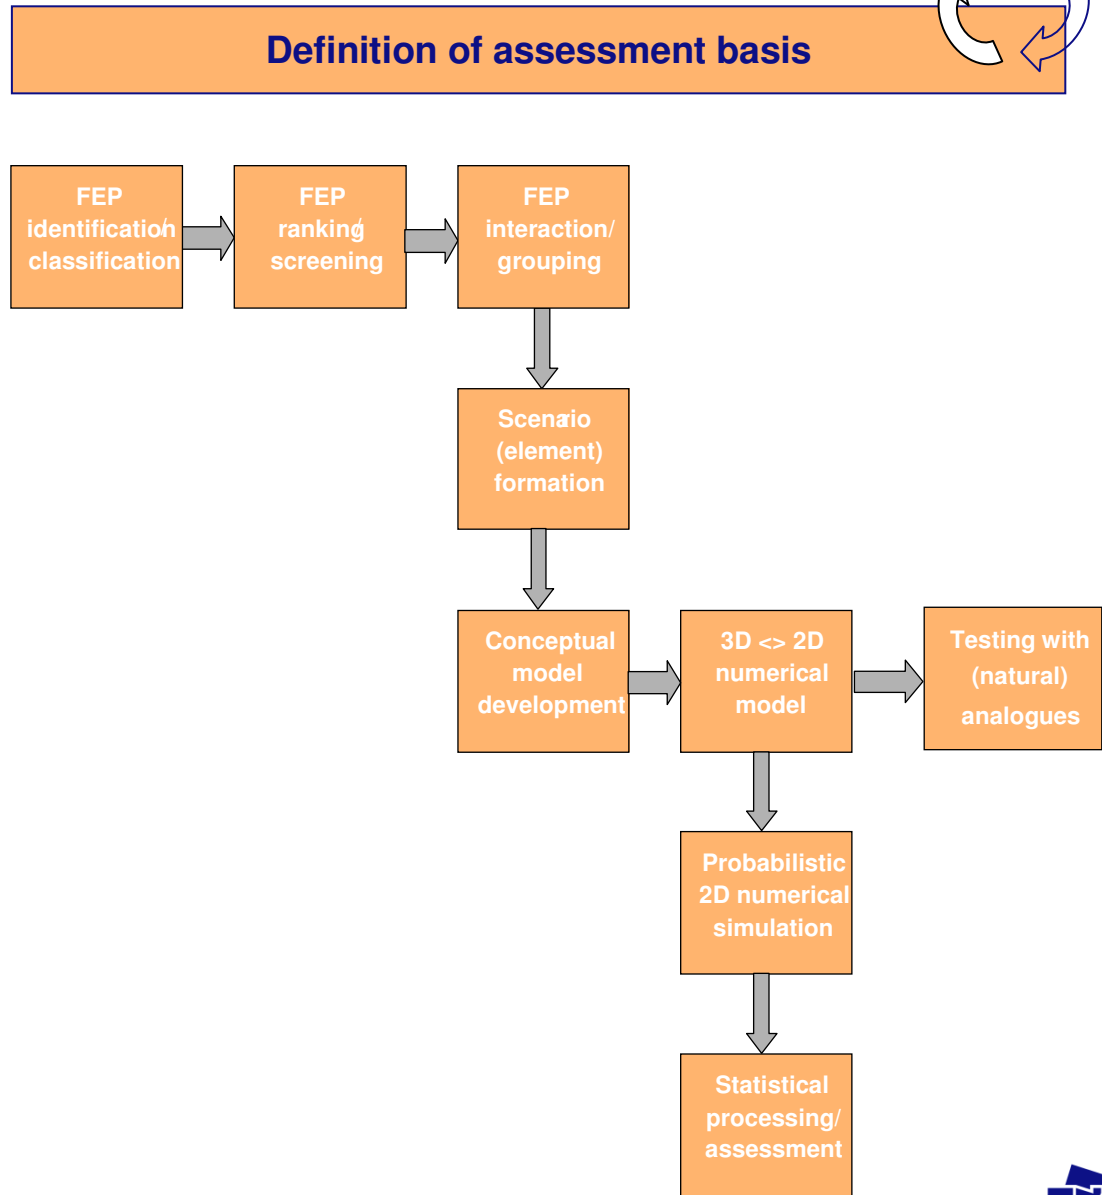 Definition of assessment basis
FEP
identification/
classification
FEP
ranking/
screening
FEP
interaction/
grouping
Scenario
(element)
formation
Conceptual
model
development
3D <> 2D
numerical
model
Testing with
(natural)
analogues
Probabilistic
2D numerical
simulation
Statistical
processing/
assessment